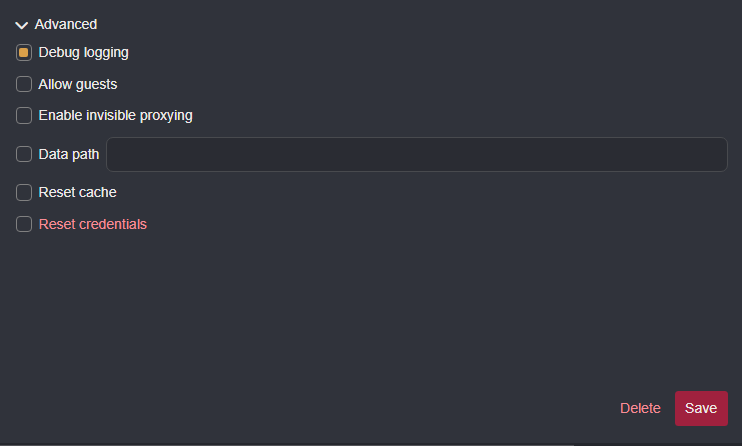 Advanced
Debug logging
Allow guests
Enable invisible proxying
Data path
Reset cache
Reset credentials
Delete Save